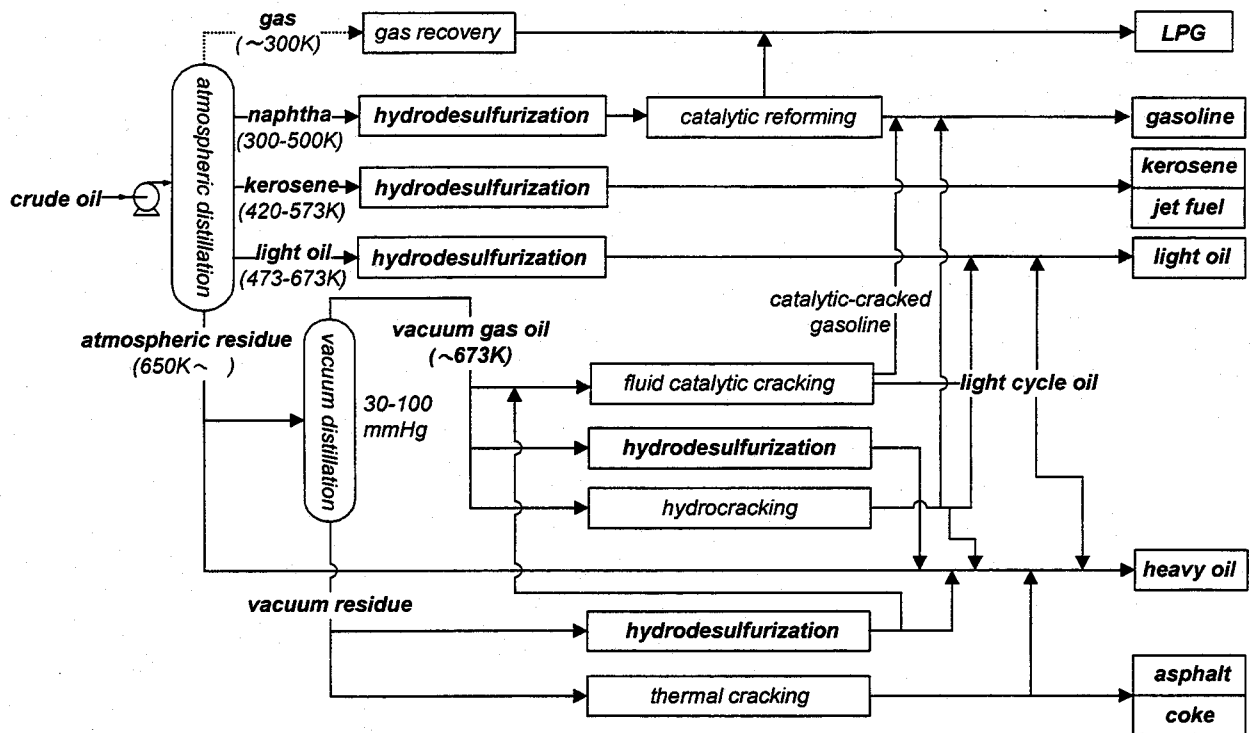 gas
(~300K)
gas recovery
LPG
atmospheric distillation
naphtha
(300-500K)
hydrodesulfurization
catalytic reforming
gasoline
crude oil
kerosene
(420-573K)
hydrodesulfurization
kerosene
jet fuel
light oil
(473-673K)
hydrodesulfurization
light oil
catalytic-cracked
gasoline
atmospheric residue
(650K~ )
vacuum distillation
30-100
mmHg
vacuum gas oil
(~673K)
fluid catalytic cracking
light cycle oil
hydrodesulfurization
hydrocracking
heavy oil
vacuum residue
hydrodesulfurization
thermal cracking
asphalt
coke